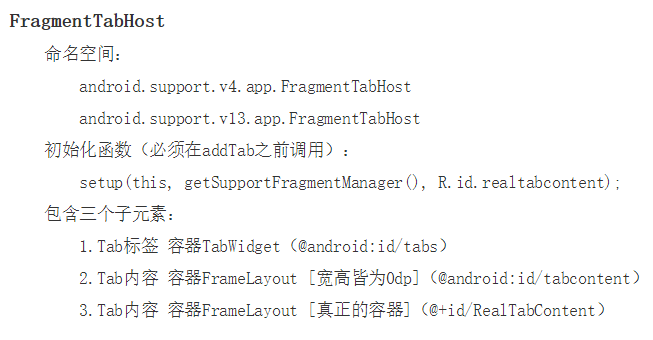 FragmentTabHost
命名空间：
android.support.v4.app.FragmentTabHost
android.support.v13.app.FragmentTabHost
初始化函数（必须在addTab之前调用）：
setup(this, getSupportFragmentManager(), R.id.realtabcontent);
包含三个子元素：
1.Tab标签 容器TabWidget（@android:id/tabs）
2.Tab内容 容器FrameLayout [宽高皆为0dp]（@android:id/tabcontent）
3.Tab内容 容器FrameLayout [真正的容器]（@+id/RealTabContent）